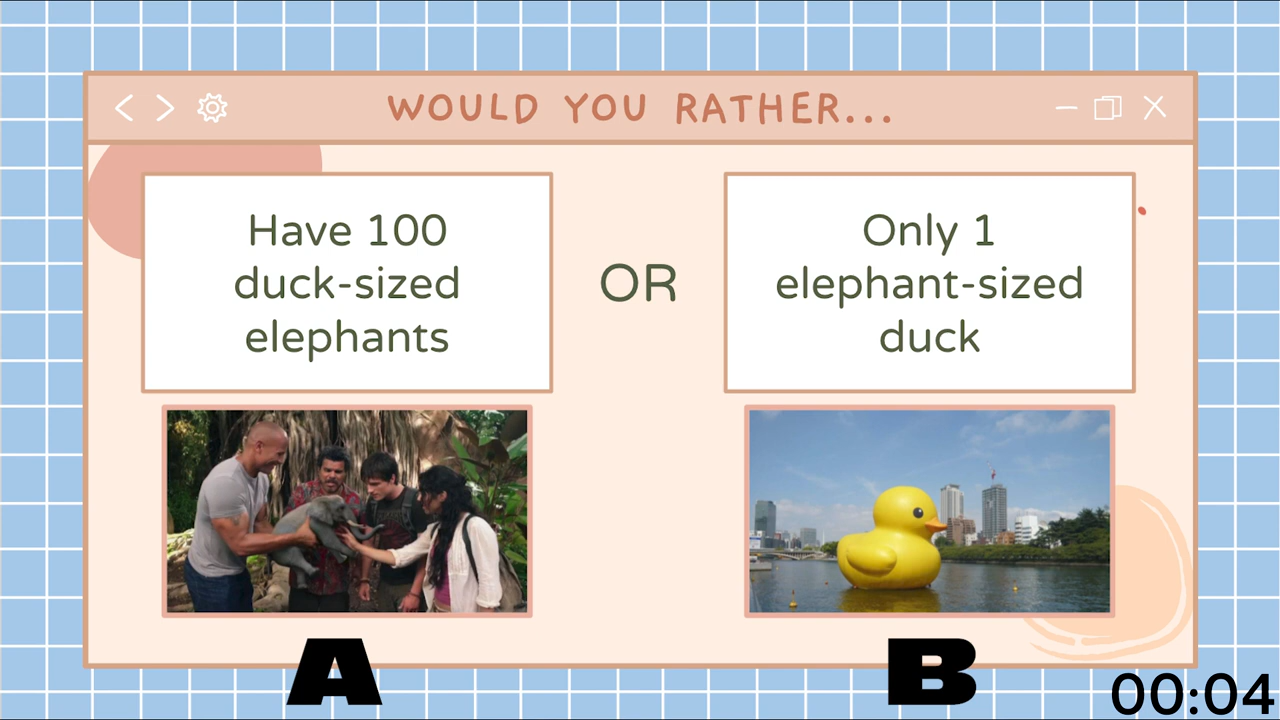 WOULD YOU RATHER...
Have 100
duck-sized
elephants
OR
Only 1
elephant-sized
duck
A
B
00:04